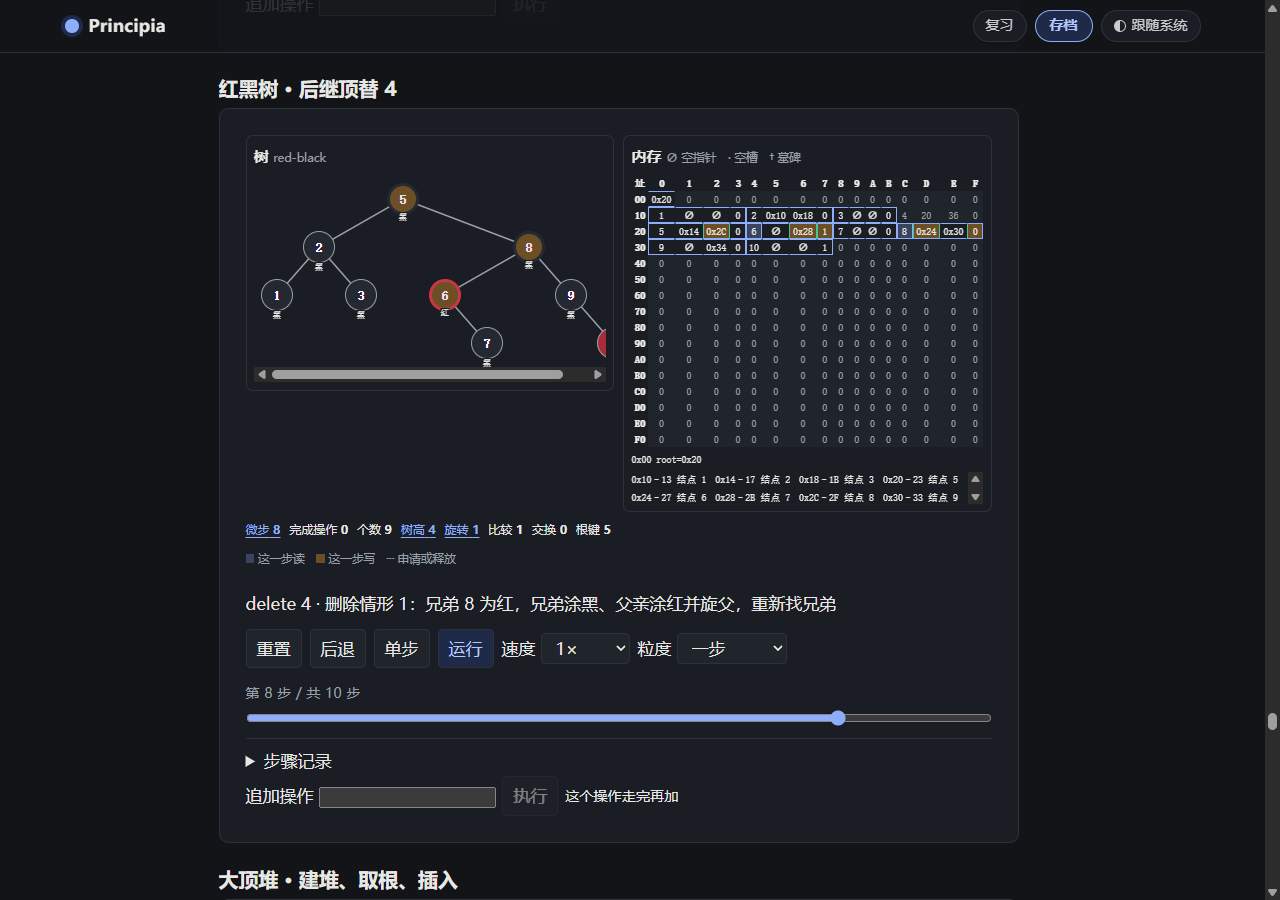 追加操作 执行
Principia 复习 存档 跟随系统
红黑树 · 后继顶替 4
树 red-black
5
黑
2 8
黑 黑
1 3 6 9
黑 黑 红 黑
7
黑
内存 ∅ 空指针 · 空槽 † 墓碑
址 0 1 2 3 4 5 6 7 8 9 A B C D E F
00 0x20 0 0 0 0 0 0 0 0 0 0 0 0 0 0 0
10 1 ∅ ∅ 0 2 0x10 0x18 0 3 ∅ ∅ 0 4 20 36 0
20 5 0x14 0x2C 0 6 ∅ 0x28 1 7 ∅ ∅ 0 8 0x24 0x30 0
30 9 ∅ 0x34 0 10 ∅ ∅ 1 0 0 0 0 0 0 0 0
40 0 0 0 0 0 0 0 0 0 0 0 0 0 0 0 0
50 0 0 0 0 0 0 0 0 0 0 0 0 0 0 0 0
60 0 0 0 0 0 0 0 0 0 0 0 0 0 0 0 0
70 0 0 0 0 0 0 0 0 0 0 0 0 0 0 0 0
80 0 0 0 0 0 0 0 0 0 0 0 0 0 0 0 0
90 0 0 0 0 0 0 0 0 0 0 0 0 0 0 0 0
A0 0 0 0 0 0 0 0 0 0 0 0 0 0 0 0 0
B0 0 0 0 0 0 0 0 0 0 0 0 0 0 0 0 0
C0 0 0 0 0 0 0 0 0 0 0 0 0 0 0 0 0
D0 0 0 0 0 0 0 0 0 0 0 0 0 0 0 0 0
E0 0 0 0 0 0 0 0 0 0 0 0 0 0 0 0 0
F0 0 0 0 0 0 0 0 0 0 0 0 0 0 0 0 0
0x00 root=0x20
0x10–13 结点 1 0x14–17 结点 2 0x18–1B 结点 3 0x20–23 结点 5
0x24–27 结点 6 0x28–2B 结点 7 0x2C–2F 结点 8 0x30–33 结点 9
微步 8 完成操作 0 个数 9 树高 4 旋转 1 比较 1 交换 0 根键 5
这一步读 这一步写 申请或释放
delete 4 · 删除情形 1：兄弟 8 为红，兄弟涂黑、父亲涂红并旋父，重新找兄弟
重置 后退 单步 运行 速度 1× 粒度 一步
第 8 步 / 共 10 步
步骤记录
追加操作 执行 这个操作走完再加
大顶堆 · 建堆、取根、插入